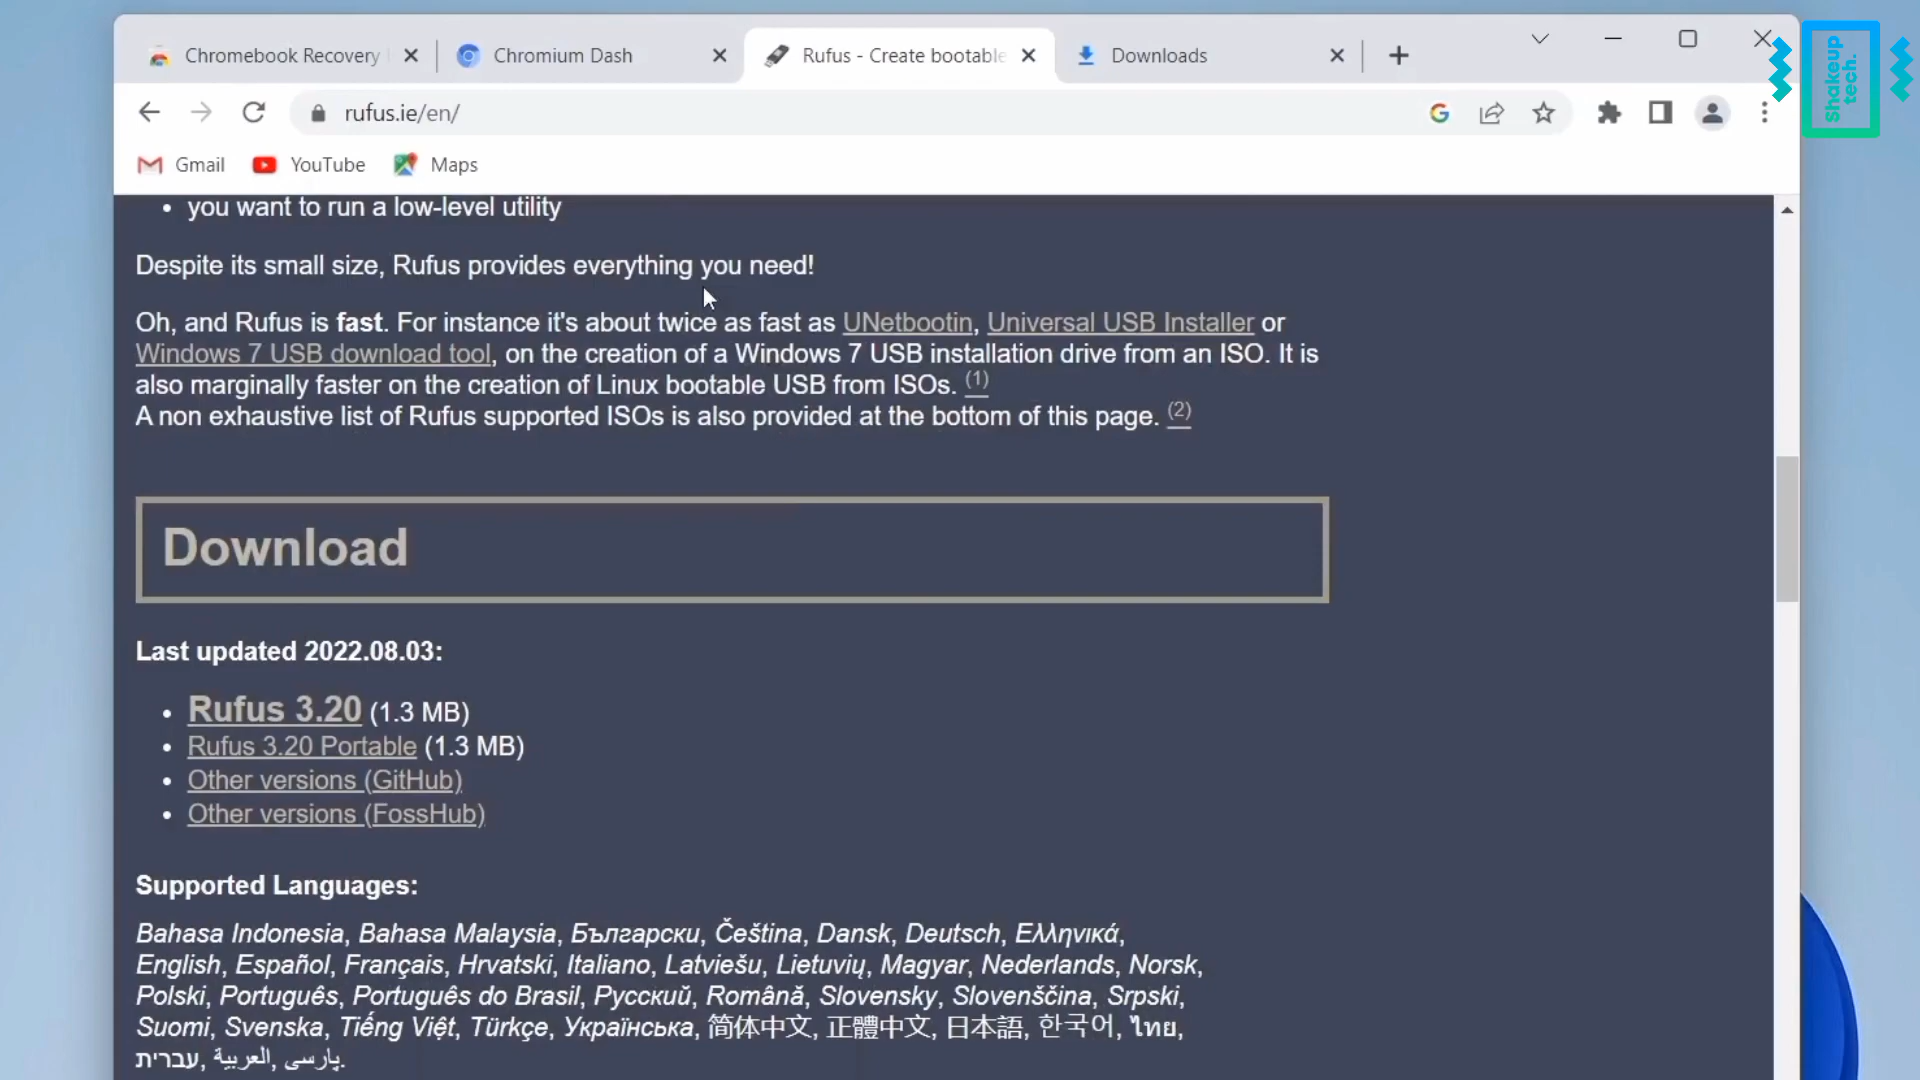 Chromebook Recovery
Chromium Dash
Rufus - Create bootable
Downloads
rufus.ie/en/
Gmail
YouTube
Maps
shakeup
tech.
• you want to run a low-level utility
Despite its small size, Rufus provides everything you need!
Oh, and Rufus is fast. For instance it's about twice as fast as UNetbootin, Universal USB Installer or
Windows 7 USB download tool, on the creation of a Windows 7 USB installation drive from an ISO. It is
also marginally faster on the creation of Linux bootable USB from ISOs. (1)
A non exhaustive list of Rufus supported ISOs is also provided at the bottom of this page. (2)
Download
Last updated 2022.08.03:
• Rufus 3.20 (1.3 MB)
• Rufus 3.20 Portable (1.3 MB)
• Other versions (GitHub)
• Other versions (FossHub)
Supported Languages:
Bahasa Indonesia, Bahasa Malaysia, Български, Čeština, Dansk, Deutsch, Ελληνικά,
English, Español, Français, Hrvatski, Italiano, Latviešu, Lietuvių, Magyar, Nederlands, Norsk,
Polski, Português, Português do Brasil, Русский, Română, Slovensky, Slovenščina, Srpski,
Suomi, Svenska, Tiếng Việt, Türkçe, Українська, 简体中文, 正體中文, 日本語, 한국어, ไทย,
עברית, العربية, پارسی.